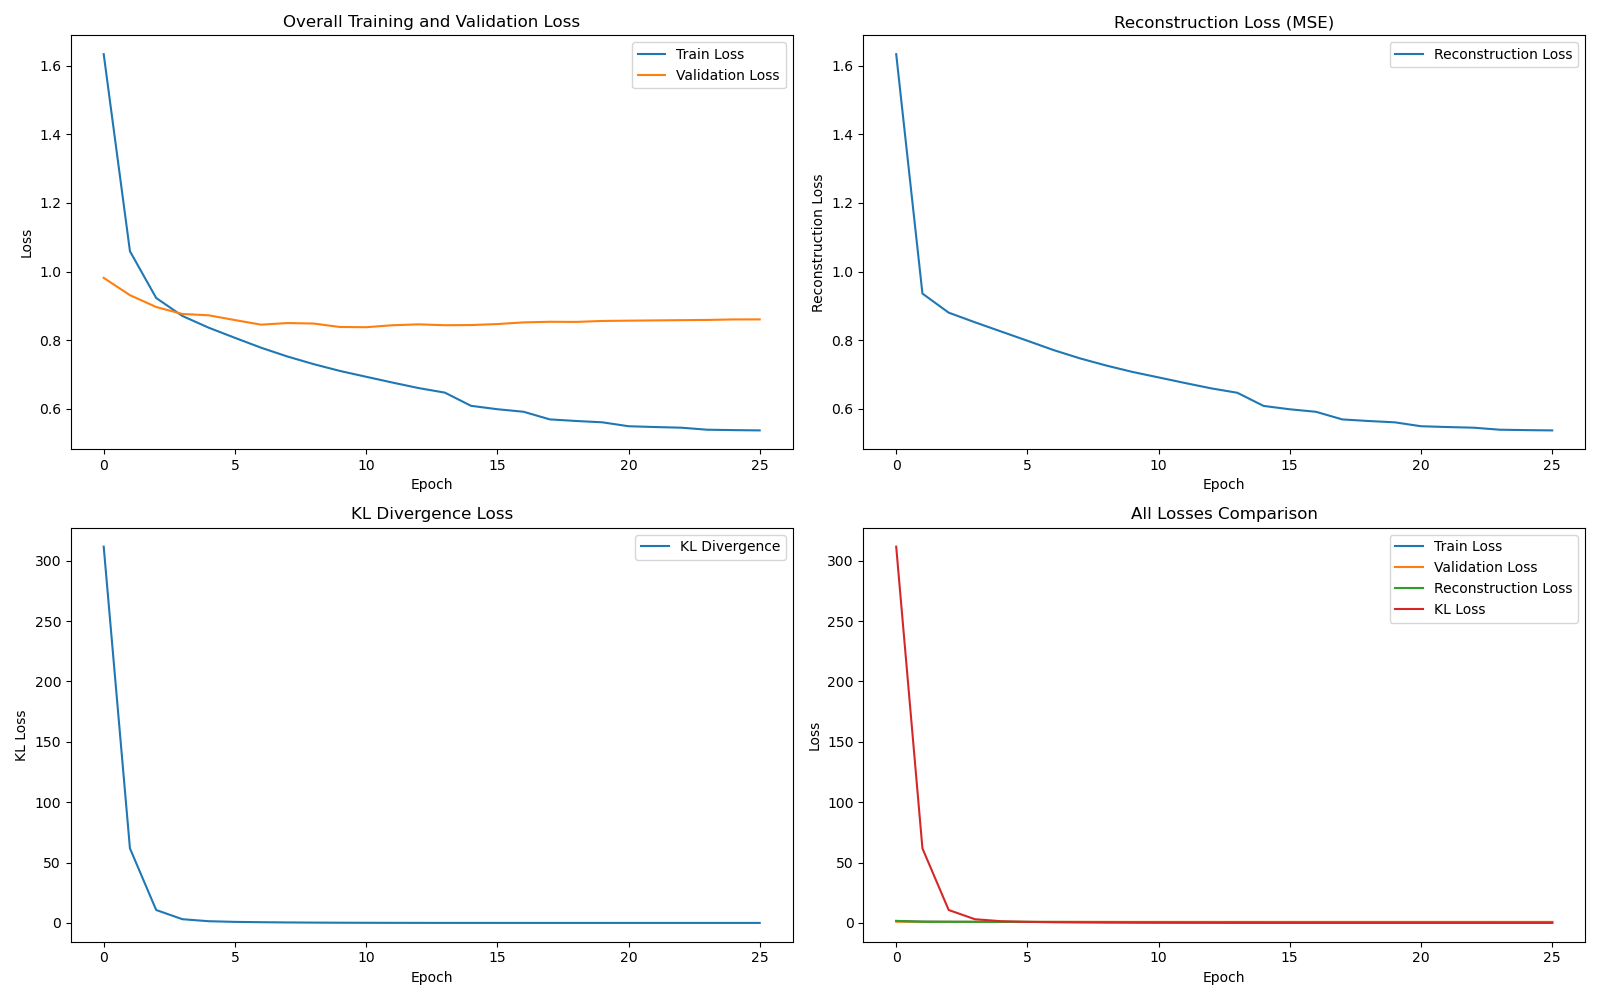 Overall Training and Validation Loss
Train Loss
Validation Loss
Loss
1.6
1.4
1.2
1.0
0.8
0.6
0
5
10
15
20
25
Epoch
Reconstruction Loss (MSE)
Reconstruction Loss
Reconstruction Loss
1.6
1.4
1.2
1.0
0.8
0.6
0
5
10
15
20
25
Epoch
KL Divergence Loss
KL Divergence
KL Loss
300
250
200
150
100
50
0
0
5
10
15
20
25
Epoch
All Losses Comparison
Train Loss
Validation Loss
Reconstruction Loss
KL Loss
Loss
300
250
200
150
100
50
0
0
5
10
15
20
25
Epoch